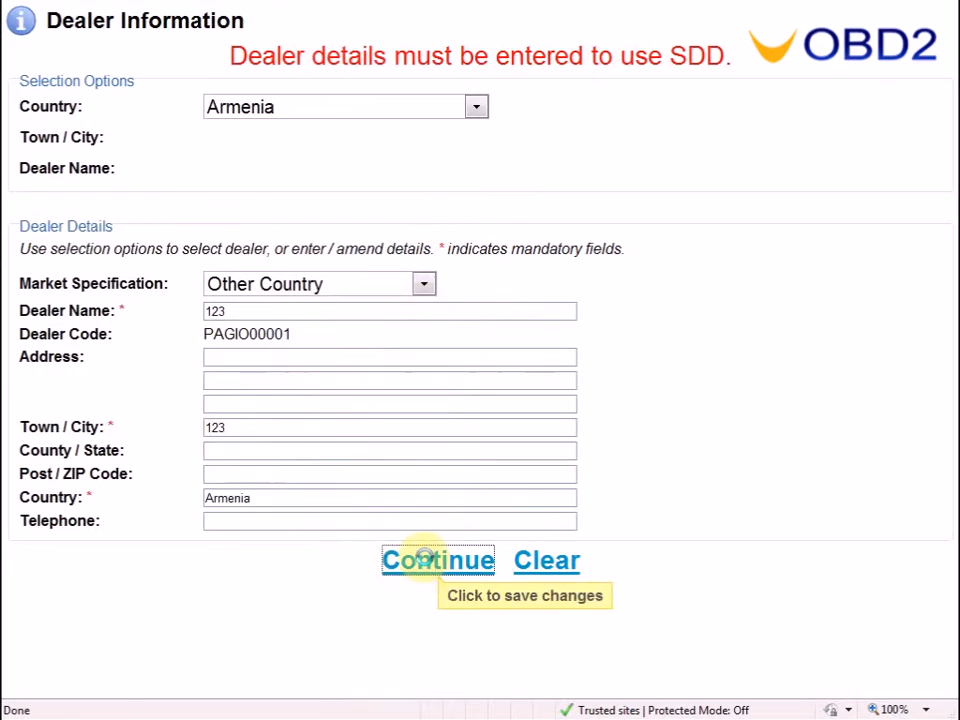 Dealer Information
OBD2
Dealer details must be entered to use SDD.
Selection Options
Country: Armenia
Town / City:
Dealer Name:
Dealer Details
Use selection options to select dealer, or enter / amend details. * indicates mandatory fields.
Market Specification: Other Country
Dealer Name: * 123
Dealer Code: PAGIO00001
Address:
Town / City: * 123
County / State:
Post / ZIP Code:
Country: * Armenia
Telephone:
Continue Clear
Click to save changes
Done Trusted sites | Protected Mode: Off 100%